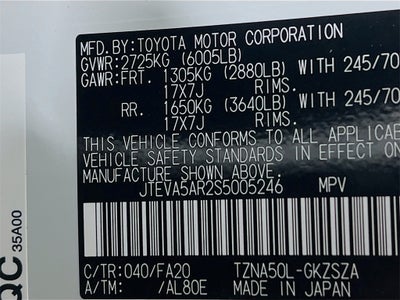 MFD.BY:TOYOTA MOTOR CORPORATION
GVWR:2725KG (6005LB)
GAWR:FRT. 1305KG (2880LB) WITH 245/70
17X7J RIMS.
RR. 1650KG (3640LB) WITH 245/70
17X7J RIMS.
THIS VEHICLE CONFORMS TO ALL APPLICAB
VEHICLE SAFETY STANDARDS IN EFFECT ON
MANUFACTURE SHOWN ABOVE.
JTEVA5AR2S5005246 MPV
C/TR:040/FA20 TZNA50L-GKZSZA
A/TM: /AL80E MADE IN JAPAN
QC
35A00